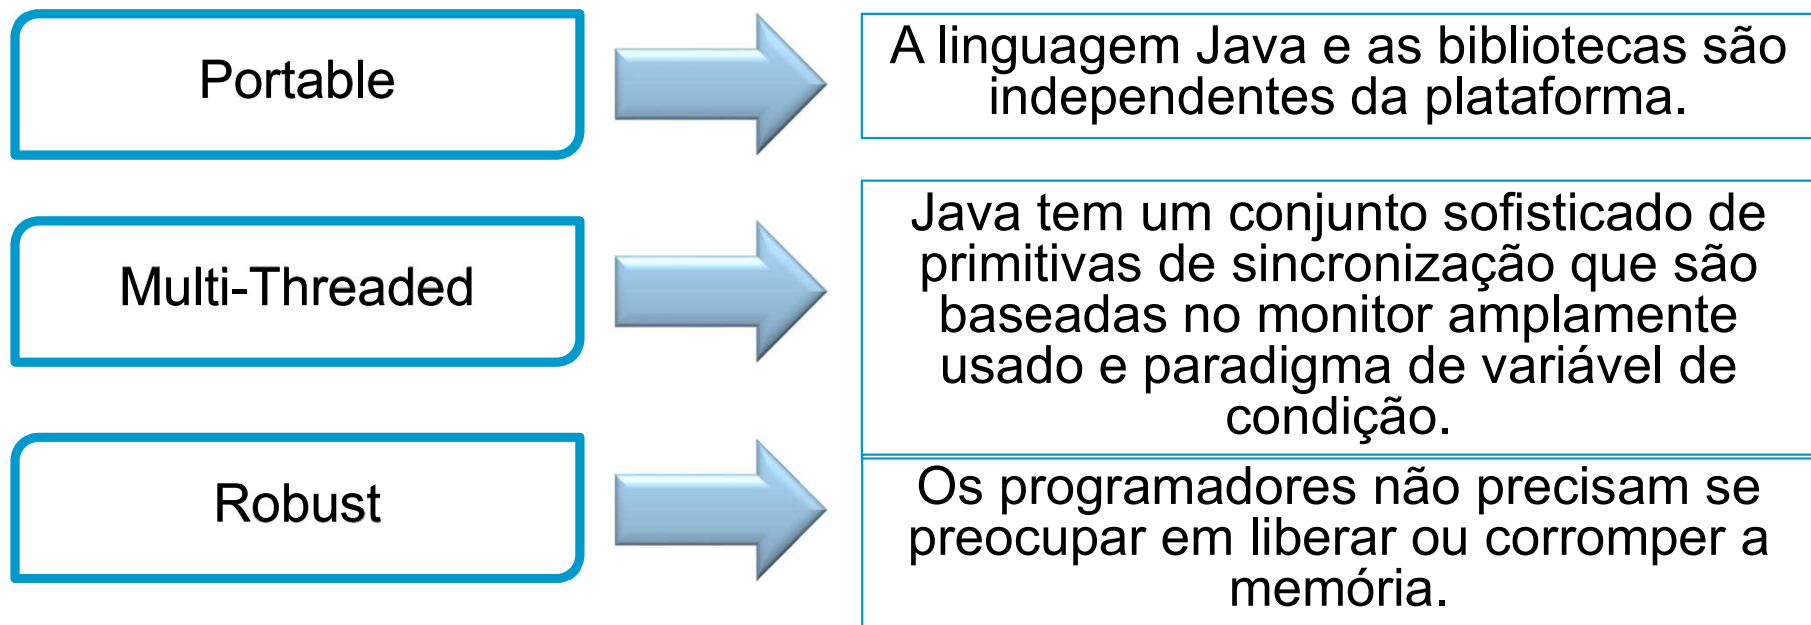 Portable
A linguagem Java e as bibliotecas são
independentes da plataforma.
Multi-Threaded
Java tem um conjunto sofisticado de
primitivas de sincronização que são
baseadas no monitor amplamente
usado e paradigma de variável de
condição.
Robust
Os programadores não precisam se
preocupar em liberar ou corromper a
memória.